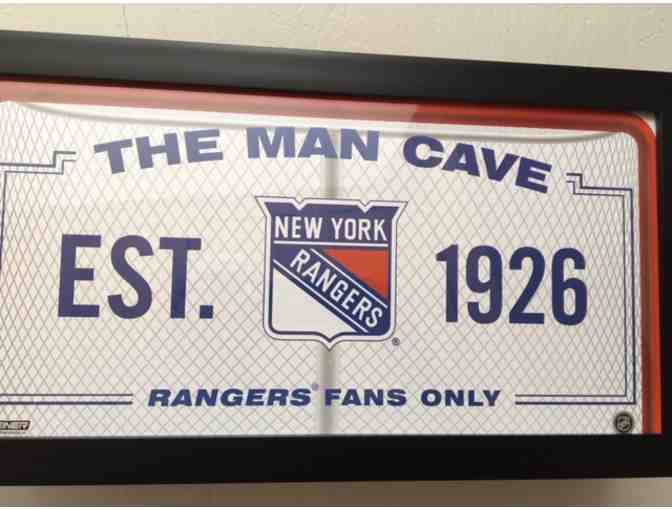 THE MAN CAVE
EST.
NEW YORK
RANGERS
®
1926
RANGERS® FANS ONLY